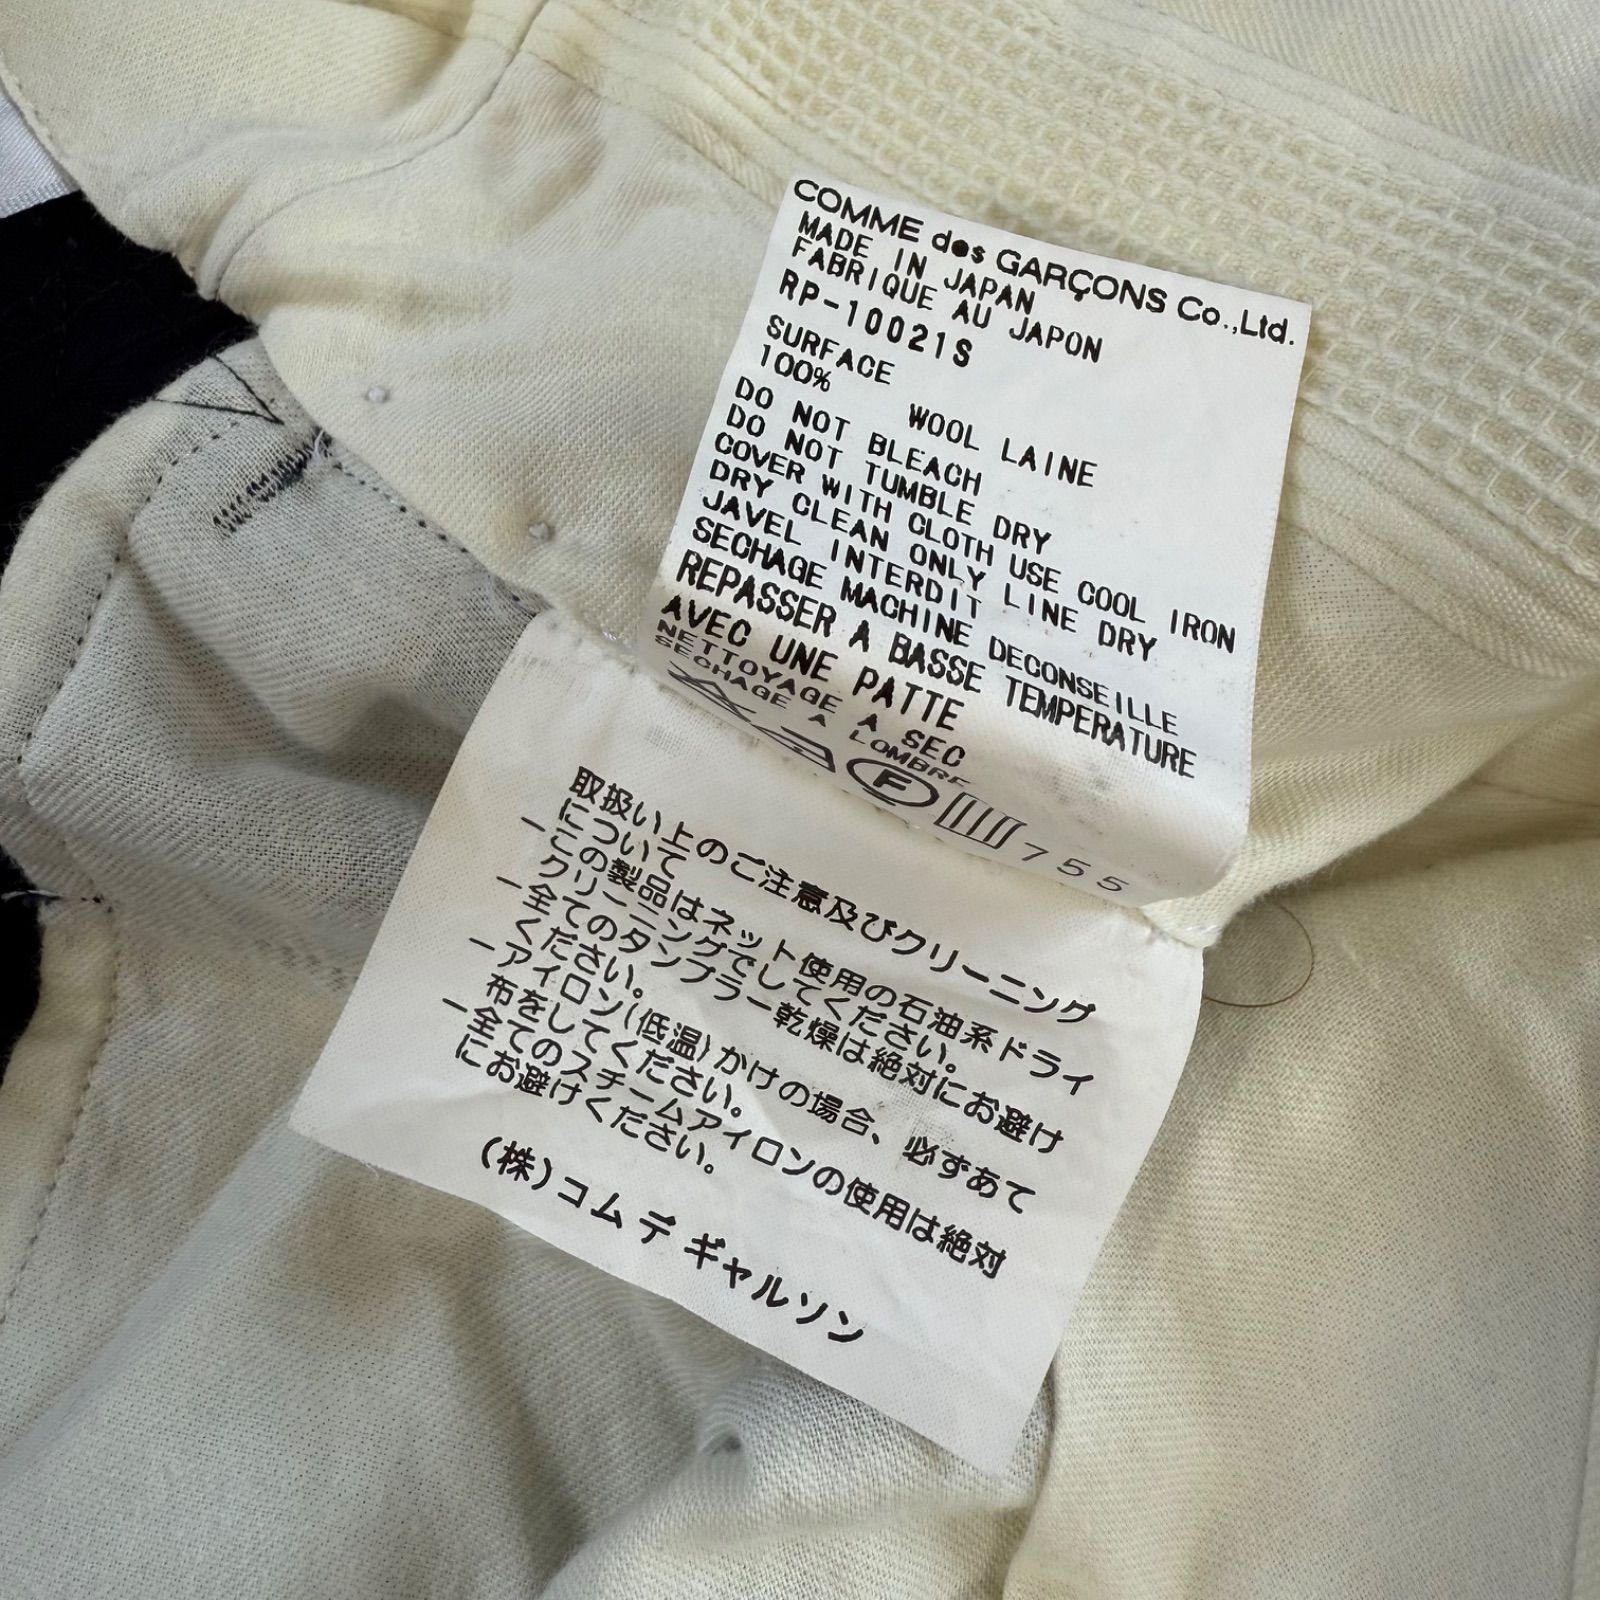 COMME des GARÇONS Co.,Ltd.
MADE IN JAPAN
FABRIQUE AU JAPON
RP-10021S
SURFACE
100% WOOL LAINE
DO NOT BLEACH
DO NOT TUMBLE DRY
COVER WITH CLOTH USE COOL IRON
DRY CLEAN ONLY LINE DRY
JAVEL INTERDIT
SECHAGE MACHINE DECONSEILLE
REPASSER A BASSE TEMPERATURE
AVEC UNE PATTE
NETTOYAGE A SEC
SECHAGE A LOMBRE
F 755
取扱い上のご注意及びクリーニング
について
-この製品はネット使用の石油系ドライ
クリーニングでしてください。
-全てのタンブラー乾燥は絶対にお避け
ください。
-アイロン(低温)かけの場合、必ずあて
布をしてください。
-全てのスチームアイロンの使用は絶対
にお避けください。
(株)コム デ ギャルソン